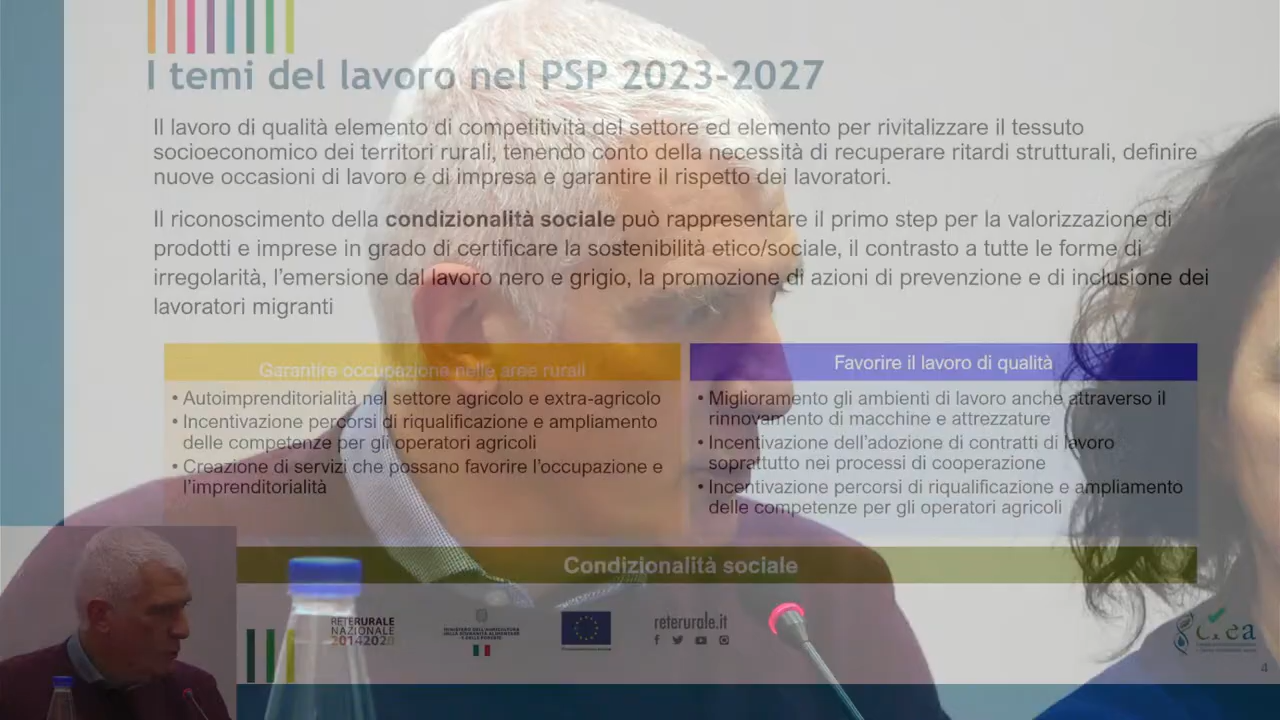 I temi del lavoro nel PSP 2023-2027
Il lavoro di qualità elemento di competitività del settore ed elemento per rivitalizzare il tessuto
socioeconomico dei territori rurali, tenendo conto della necessità di recuperare ritardi strutturali, definire
nuove occasioni di lavoro e di impresa e garantire il rispetto dei lavoratori.
Il riconoscimento della condizionalità sociale può rappresentare il primo step per la valorizzazione di
prodotti e imprese in grado di certificare la sostenibilità etico/sociale, il contrasto a tutte le forme di
irregolarità, l'emersione dal lavoro nero e grigio, la promozione di azioni di prevenzione e di inclusione dei
lavoratori migranti
Garantire occupazione nelle aree rurali
• Autoimprenditorialità nel settore agricolo e extra-agricolo
• Incentivazione percorsi di riqualificazione e ampliamento
delle competenze per gli operatori agricoli
• Creazione di servizi che possano favorire l'occupazione e
l'imprenditorialità
Favorire il lavoro di qualità
• Miglioramento gli ambienti di lavoro anche attraverso il
rinnovamento di macchine e attrezzature
• Incentivazione dell'adozione di contratti di lavoro
soprattutto nei processi di cooperazione
• Incentivazione percorsi di riqualificazione e ampliamento
delle competenze per gli operatori agricoli
Condizionalità sociale
RETERURALE
NAZIONALE
20142020
reterurale.it
crea
4